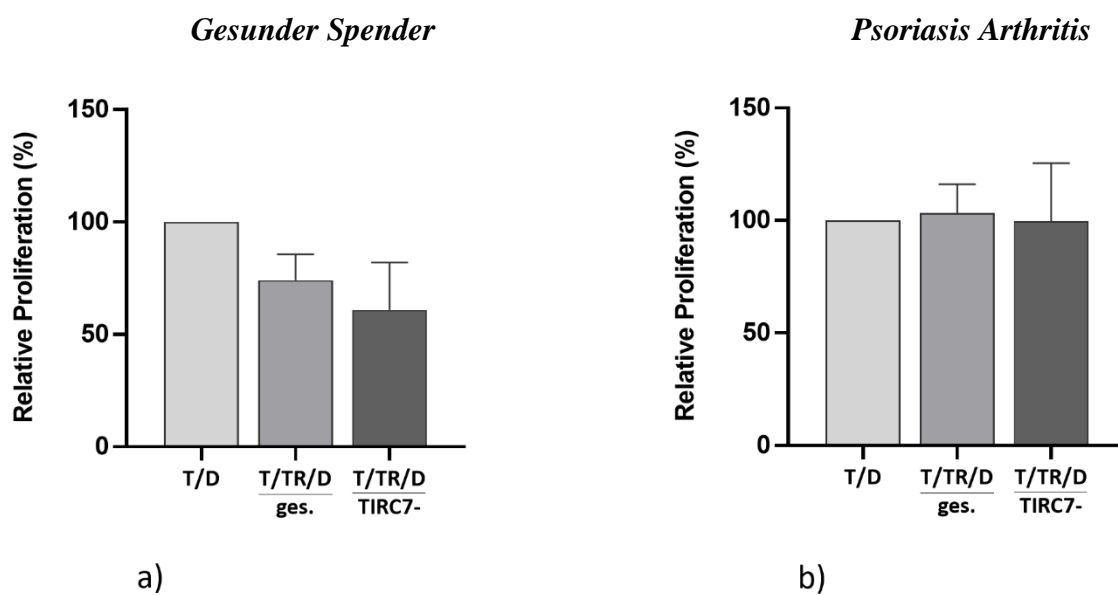 Gesunder Spender
Psoriasis Arthritis
Relative Proliferation (%)
150
100
50
0
T/D
T/TR/D
ges.
T/TR/D
TIRC7-
a)
Relative Proliferation (%)
150
100
50
0
T/D
T/TR/D
ges.
T/TR/D
TIRC7-
b)